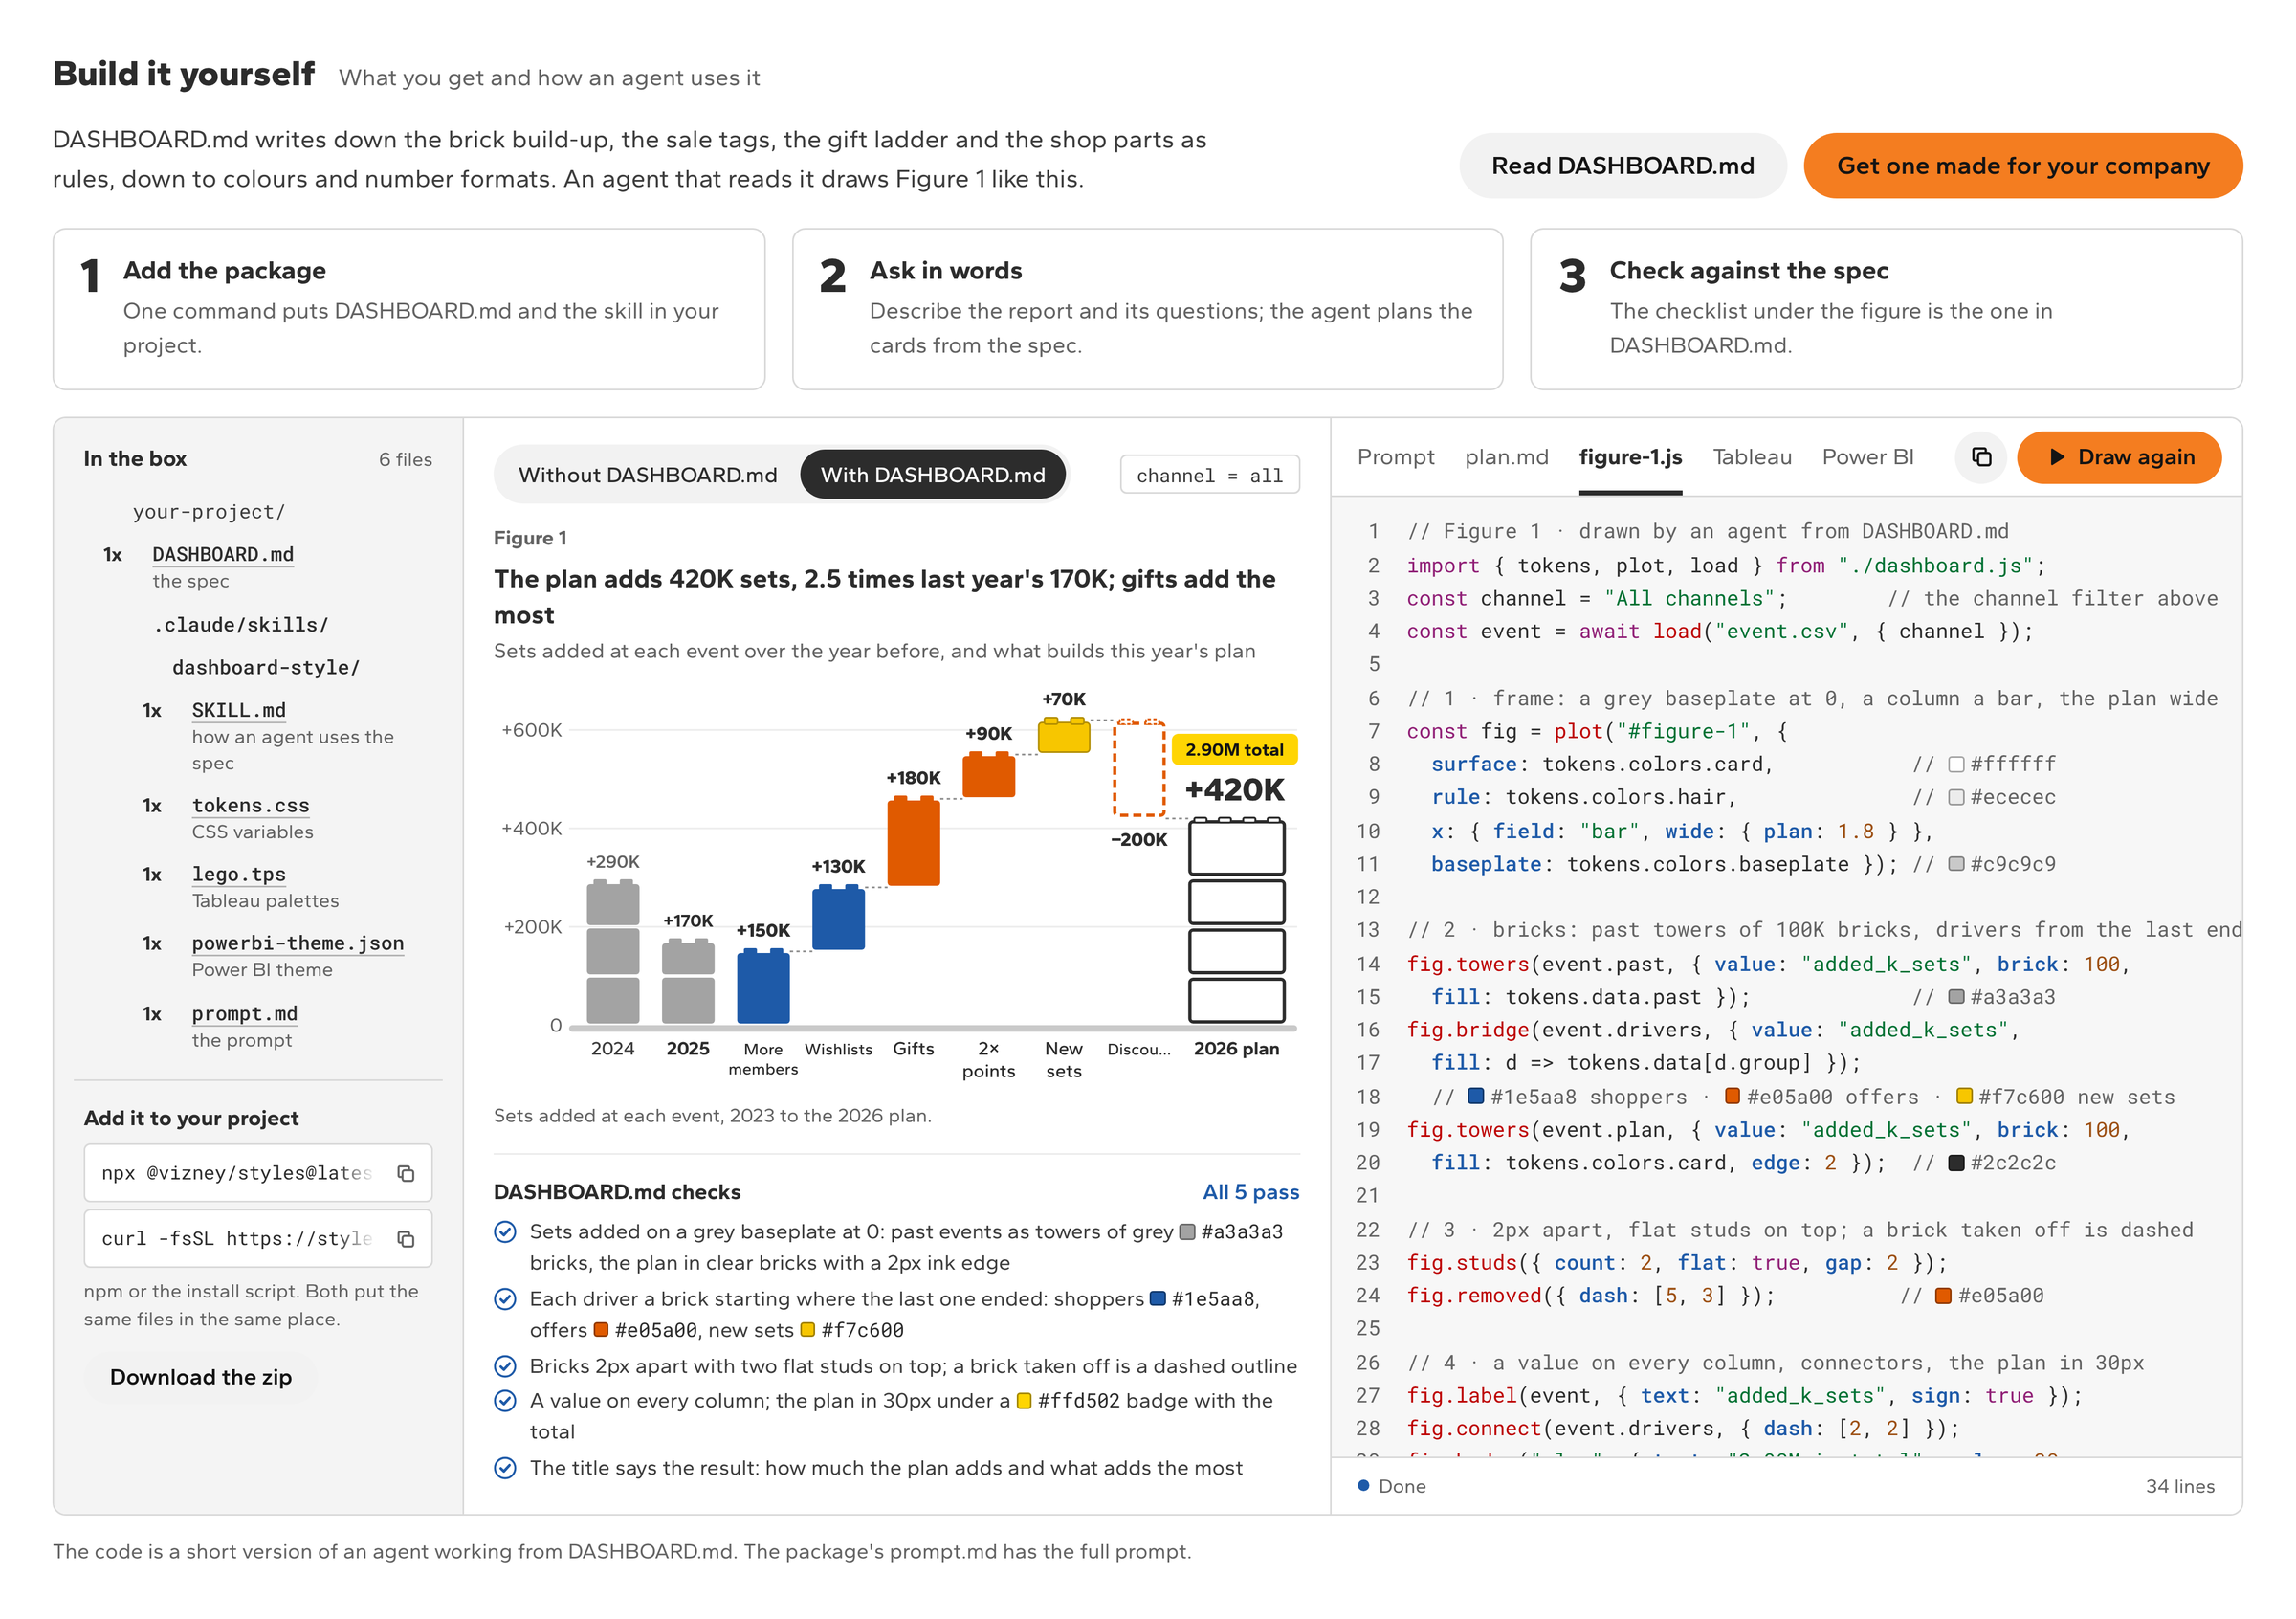 Build it yourself What you get and how an agent uses it
DASHBOARD.md writes down the brick build-up, the sale tags, the gift ladder and the shop parts as
rules, down to colours and number formats. An agent that reads it draws Figure 1 like this.
Read DASHBOARD.md
Get one made for your company
1 Add the package
One command puts DASHBOARD.md and the skill in your
project.
2 Ask in words
Describe the report and its questions; the agent plans the
cards from the spec.
3 Check against the spec
The checklist under the figure is the one in
DASHBOARD.md.
In the box 6 files
your-project/
1x DASHBOARD.md
the spec
.claude/skills/
dashboard-style/
1x SKILL.md
how an agent uses the
spec
1x tokens.css
CSS variables
1x lego.tps
Tableau palettes
1x powerbi-theme.json
Power BI theme
1x prompt.md
the prompt
Add it to your project
npx @vizney/styles@lates
curl -fsSL https://style
npm or the install script. Both put the
same files in the same place.
Download the zip
Without DASHBOARD.md With DASHBOARD.md
channel = all
Figure 1
The plan adds 420K sets, 2.5 times last year's 170K; gifts add the
most
Sets added at each event over the year before, and what builds this year's plan
+600K
+400K
+200K
0
+290K
+170K
+150K
+130K
+180K
+90K
+70K
−200K
2.90M total
+420K
2024
2025
More
members
Wishlists
Gifts
2×
points
New
sets
Discou...
2026 plan
Sets added at each event, 2023 to the 2026 plan.
DASHBOARD.md checks All 5 pass
Sets added on a grey baseplate at 0: past events as towers of grey #a3a3a3
bricks, the plan in clear bricks with a 2px ink edge
Each driver a brick starting where the last one ended: shoppers #1e5aa8,
offers #e05a00, new sets #f7c600
Bricks 2px apart with two flat studs on top; a brick taken off is a dashed outline
A value on every column; the plan in 30px under a #ffd502 badge with the
total
The title says the result: how much the plan adds and what adds the most
Prompt plan.md figure-1.js Tableau Power BI
Draw again
1 // Figure 1 · drawn by an agent from DASHBOARD.md
2 import { tokens, plot, load } from "./dashboard.js";
3 const channel = "All channels"; // the channel filter above
4 const event = await load("event.csv", { channel });
5
6 // 1 · frame: a grey baseplate at 0, a column a bar, the plan wide
7 const fig = plot("#figure-1", {
8 surface: tokens.colors.card, // #ffffff
9 rule: tokens.colors.hair, // #ececec
10 x: { field: "bar", wide: { plan: 1.8 } },
11 baseplate: tokens.colors.baseplate }); // #c9c9c9
12
13 // 2 · bricks: past towers of 100K bricks, drivers from the last end
14 fig.towers(event.past, { value: "added_k_sets", brick: 100,
15 fill: tokens.data.past }); // #a3a3a3
16 fig.bridge(event.drivers, { value: "added_k_sets",
17 fill: d => tokens.data[d.group] });
18 // #1e5aa8 shoppers · #e05a00 offers · #f7c600 new sets
19 fig.towers(event.plan, { value: "added_k_sets", brick: 100,
20 fill: tokens.colors.card, edge: 2 }); // #2c2c2c
21
22 // 3 · 2px apart, flat studs on top; a brick taken off is dashed
23 fig.studs({ count: 2, flat: true, gap: 2 });
24 fig.removed({ dash: [5, 3] }); // #e05a00
25
26 // 4 · a value on every column, connectors, the plan in 30px
27 fig.label(event, { text: "added_k_sets", sign: true });
28 fig.connect(event.drivers, { dash: [2, 2] });
Done 34 lines
The code is a short version of an agent working from DASHBOARD.md. The package's prompt.md has the full prompt.